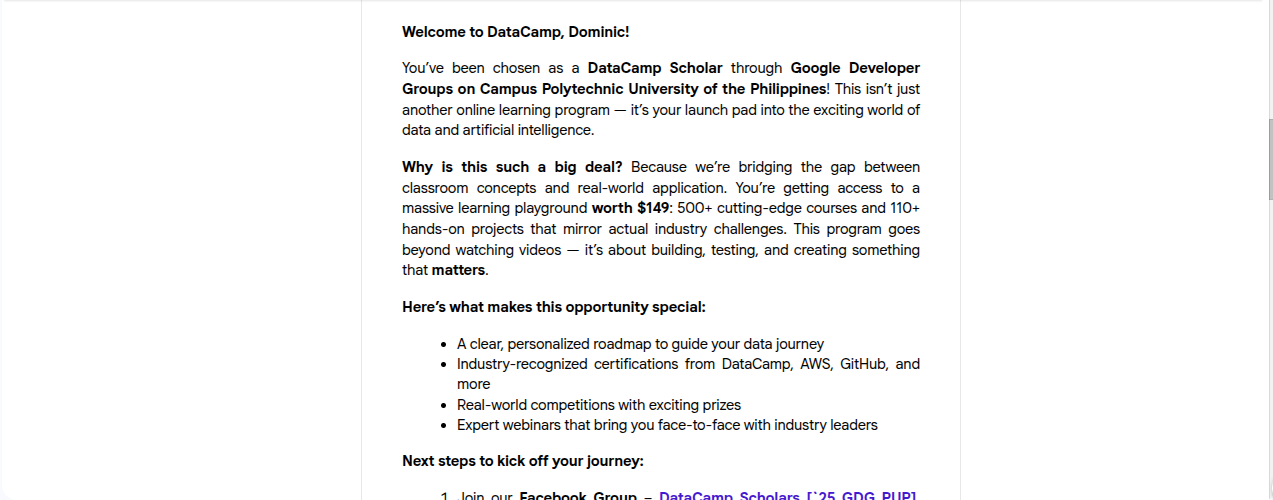 Welcome to DataCamp, Dominic!
You’ve been chosen as a DataCamp Scholar through Google Developer
Groups on Campus Polytechnic University of the Philippines! This isn’t just
another online learning program — it’s your launch pad into the exciting world of
data and artificial intelligence.
Why is this such a big deal? Because we’re bridging the gap between
classroom concepts and real-world application. You’re getting access to a
massive learning playground worth $149: 500+ cutting-edge courses and 110+
hands-on projects that mirror actual industry challenges. This program goes
beyond watching videos — it’s about building, testing, and creating something
that matters.
Here’s what makes this opportunity special:
• A clear, personalized roadmap to guide your data journey
• Industry-recognized certifications from DataCamp, AWS, GitHub, and
more
• Real-world competitions with exciting prizes
• Expert webinars that bring you face-to-face with industry leaders
Next steps to kick off your journey:
1. Join our Facebook Group – DataCamp Scholars [`25 GDG PUP],